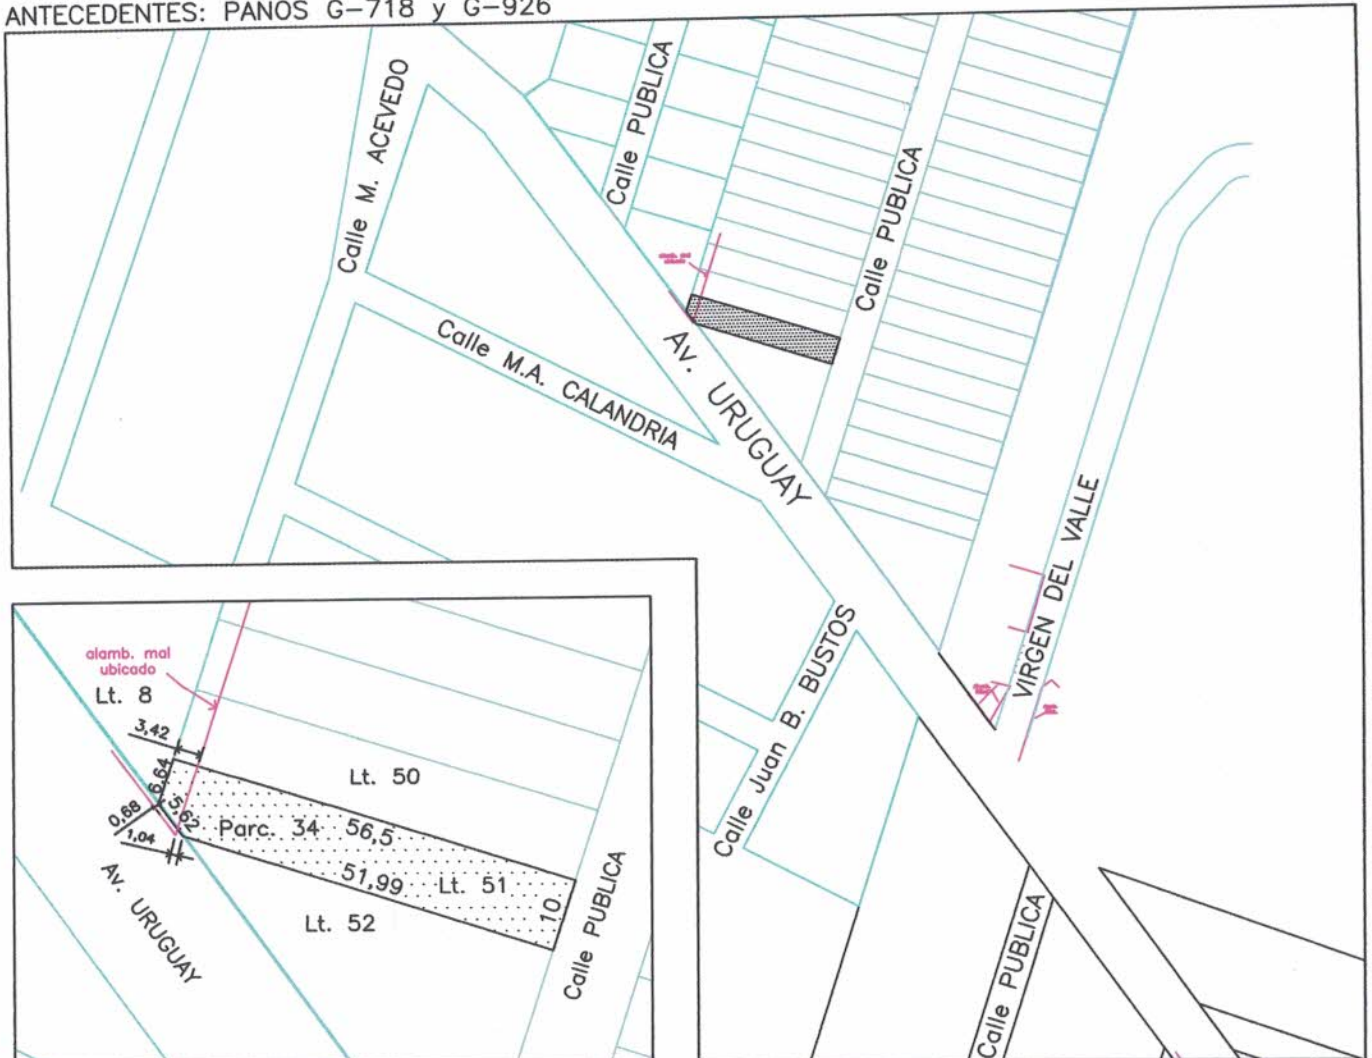 ANTECEDENTES: PANOS G-718 y G-926
Calle M. ACEVEDO
Calle PUBLICA
Calle PUBLICA
Calle M.A. CALANDRIA
AV. URUGUAY
VIRGEN DEL VALLE
Calle Juan B. BUSTOS
Calle PUBLICA
alamb. mal
ubicado
Lt. 8
3,42
6,64
5,62
0,68
1,04
Lt. 50
Parc. 34
56,5
51,99
Lt. 51
10
Lt. 52
AV. URUGUAY
Calle PUBLICA